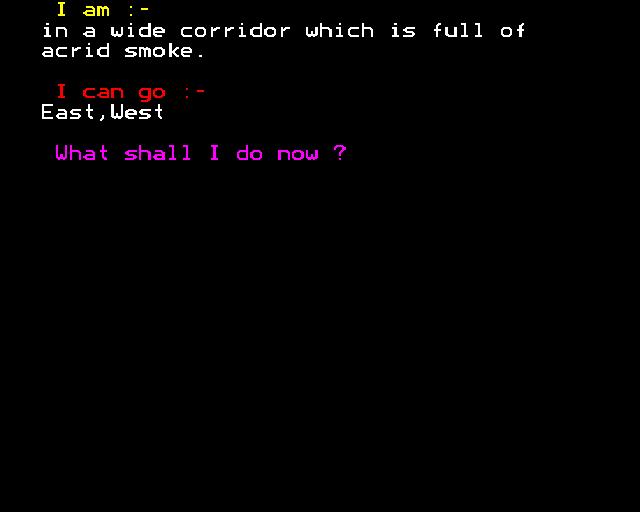 I am :-
in a wide corridor which is full of
acrid smoke.
I can go :-
East,West
What shall I do now ?